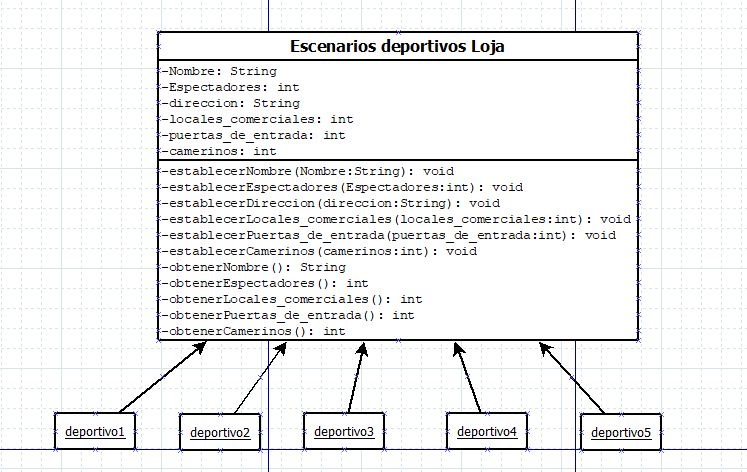 Escenarios deportivos Loja
-Nombre: String
-Espectadores: int
-direccion: String
-locales_comerciales: int
-puertas_de_entrada: int
-camerinos: int
-establecerNombre(Nombre:String): void
-establecerEspectadores(Espectadores:int): void
-establecerDireccion(direccion:String): void
-establecerLocales_comerciales(locales_comerciales:int): void
-establecerPuertas_de_entrada(puertas_de_entrada:int): void
-establecerCamerinos(camerinos:int): void
-obtenerNombre(): String
-obtenerEspectadores(): int
-obtenerLocales_comerciales(): int
-obtenerPuertas_de_entrada(): int
-obtenerCamerinos(): int
deportivo1
deportivo2
deportivo3
deportivo4
deportivo5